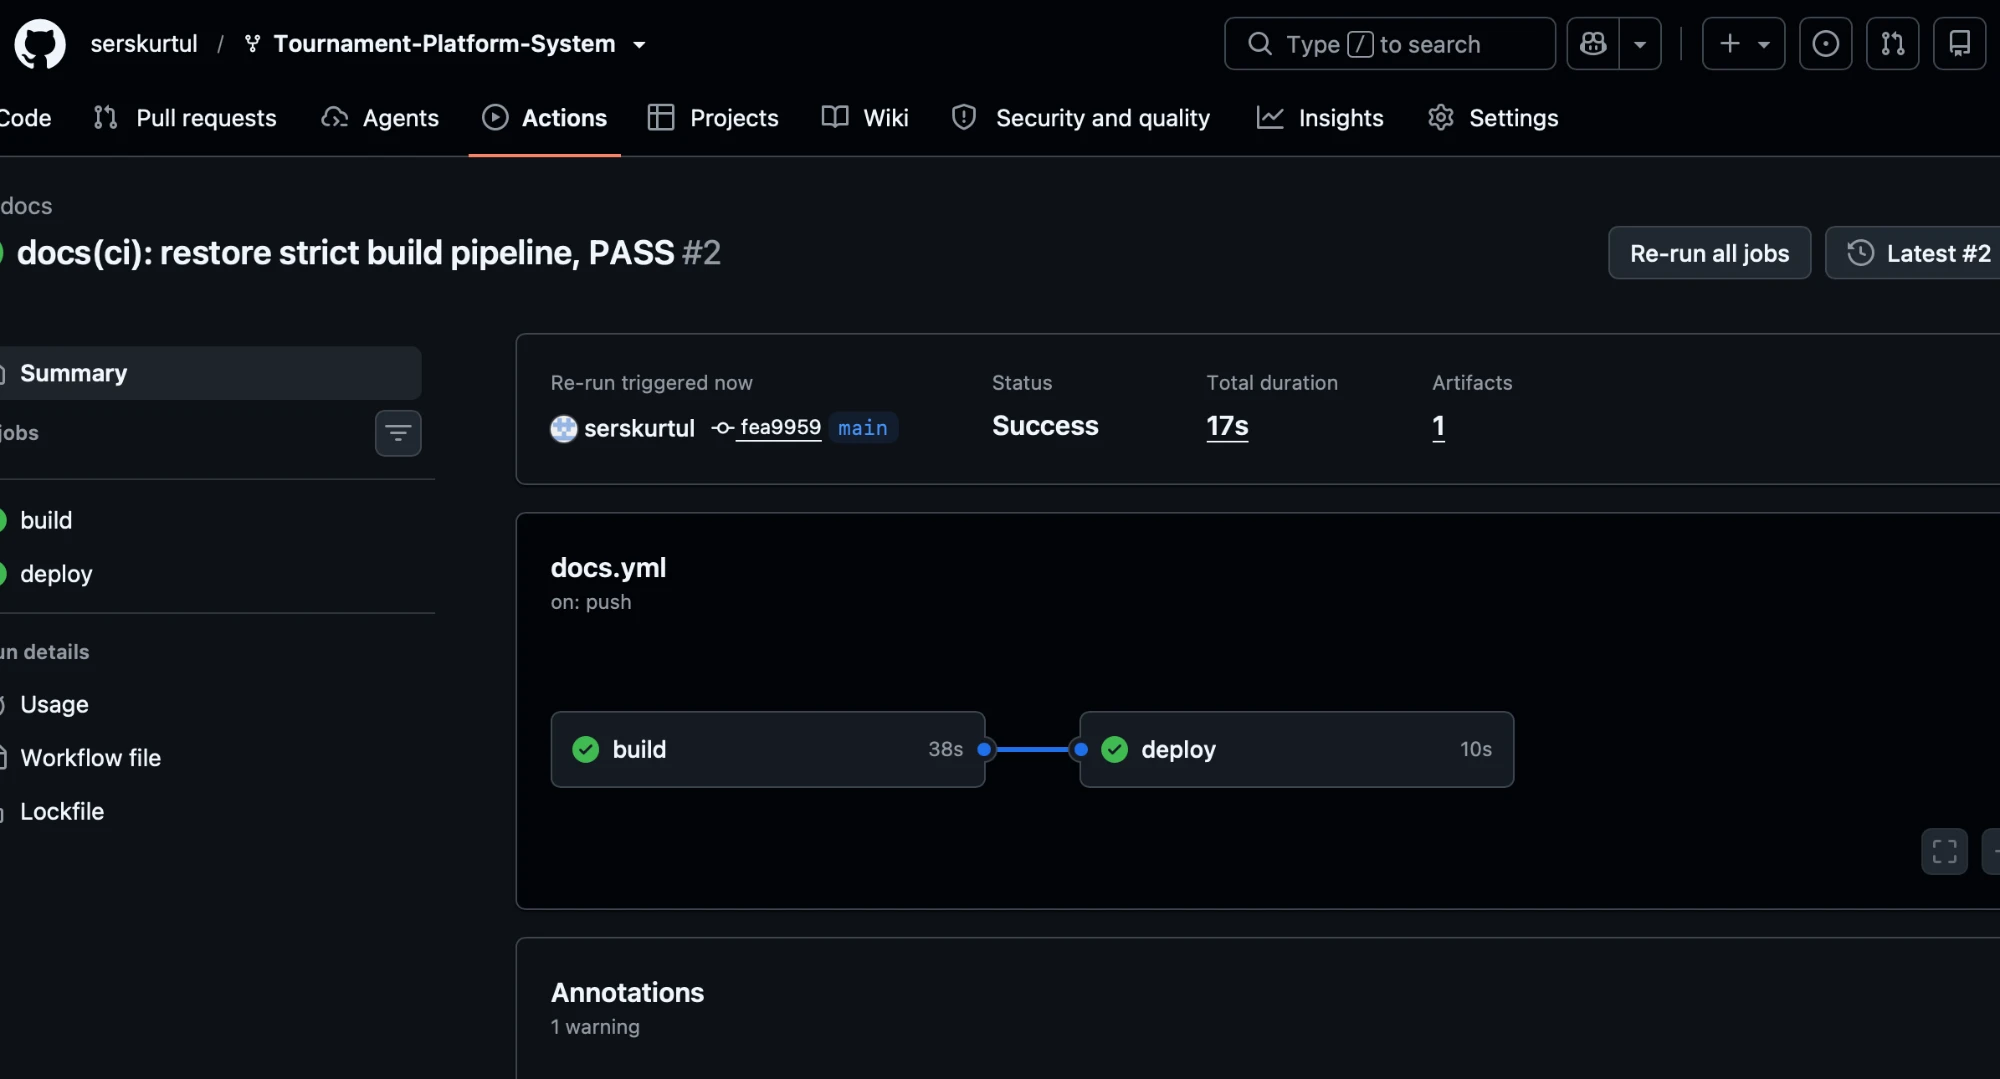 serskurtul / Tournament-Platform-System
Type / to search
Code
Pull requests
Agents
Actions
Projects
Wiki
Security and quality
Insights
Settings
docs
docs(ci): restore strict build pipeline, PASS #2
Re-run all jobs
Latest #2
Summary
jobs
build
deploy
un details
Usage
Workflow file
Lockfile
Re-run triggered now
serskurtul fea9959 main
Status
Success
Total duration
17s
Artifacts
1
docs.yml
on: push
build 38s
deploy 10s
Annotations
1 warning